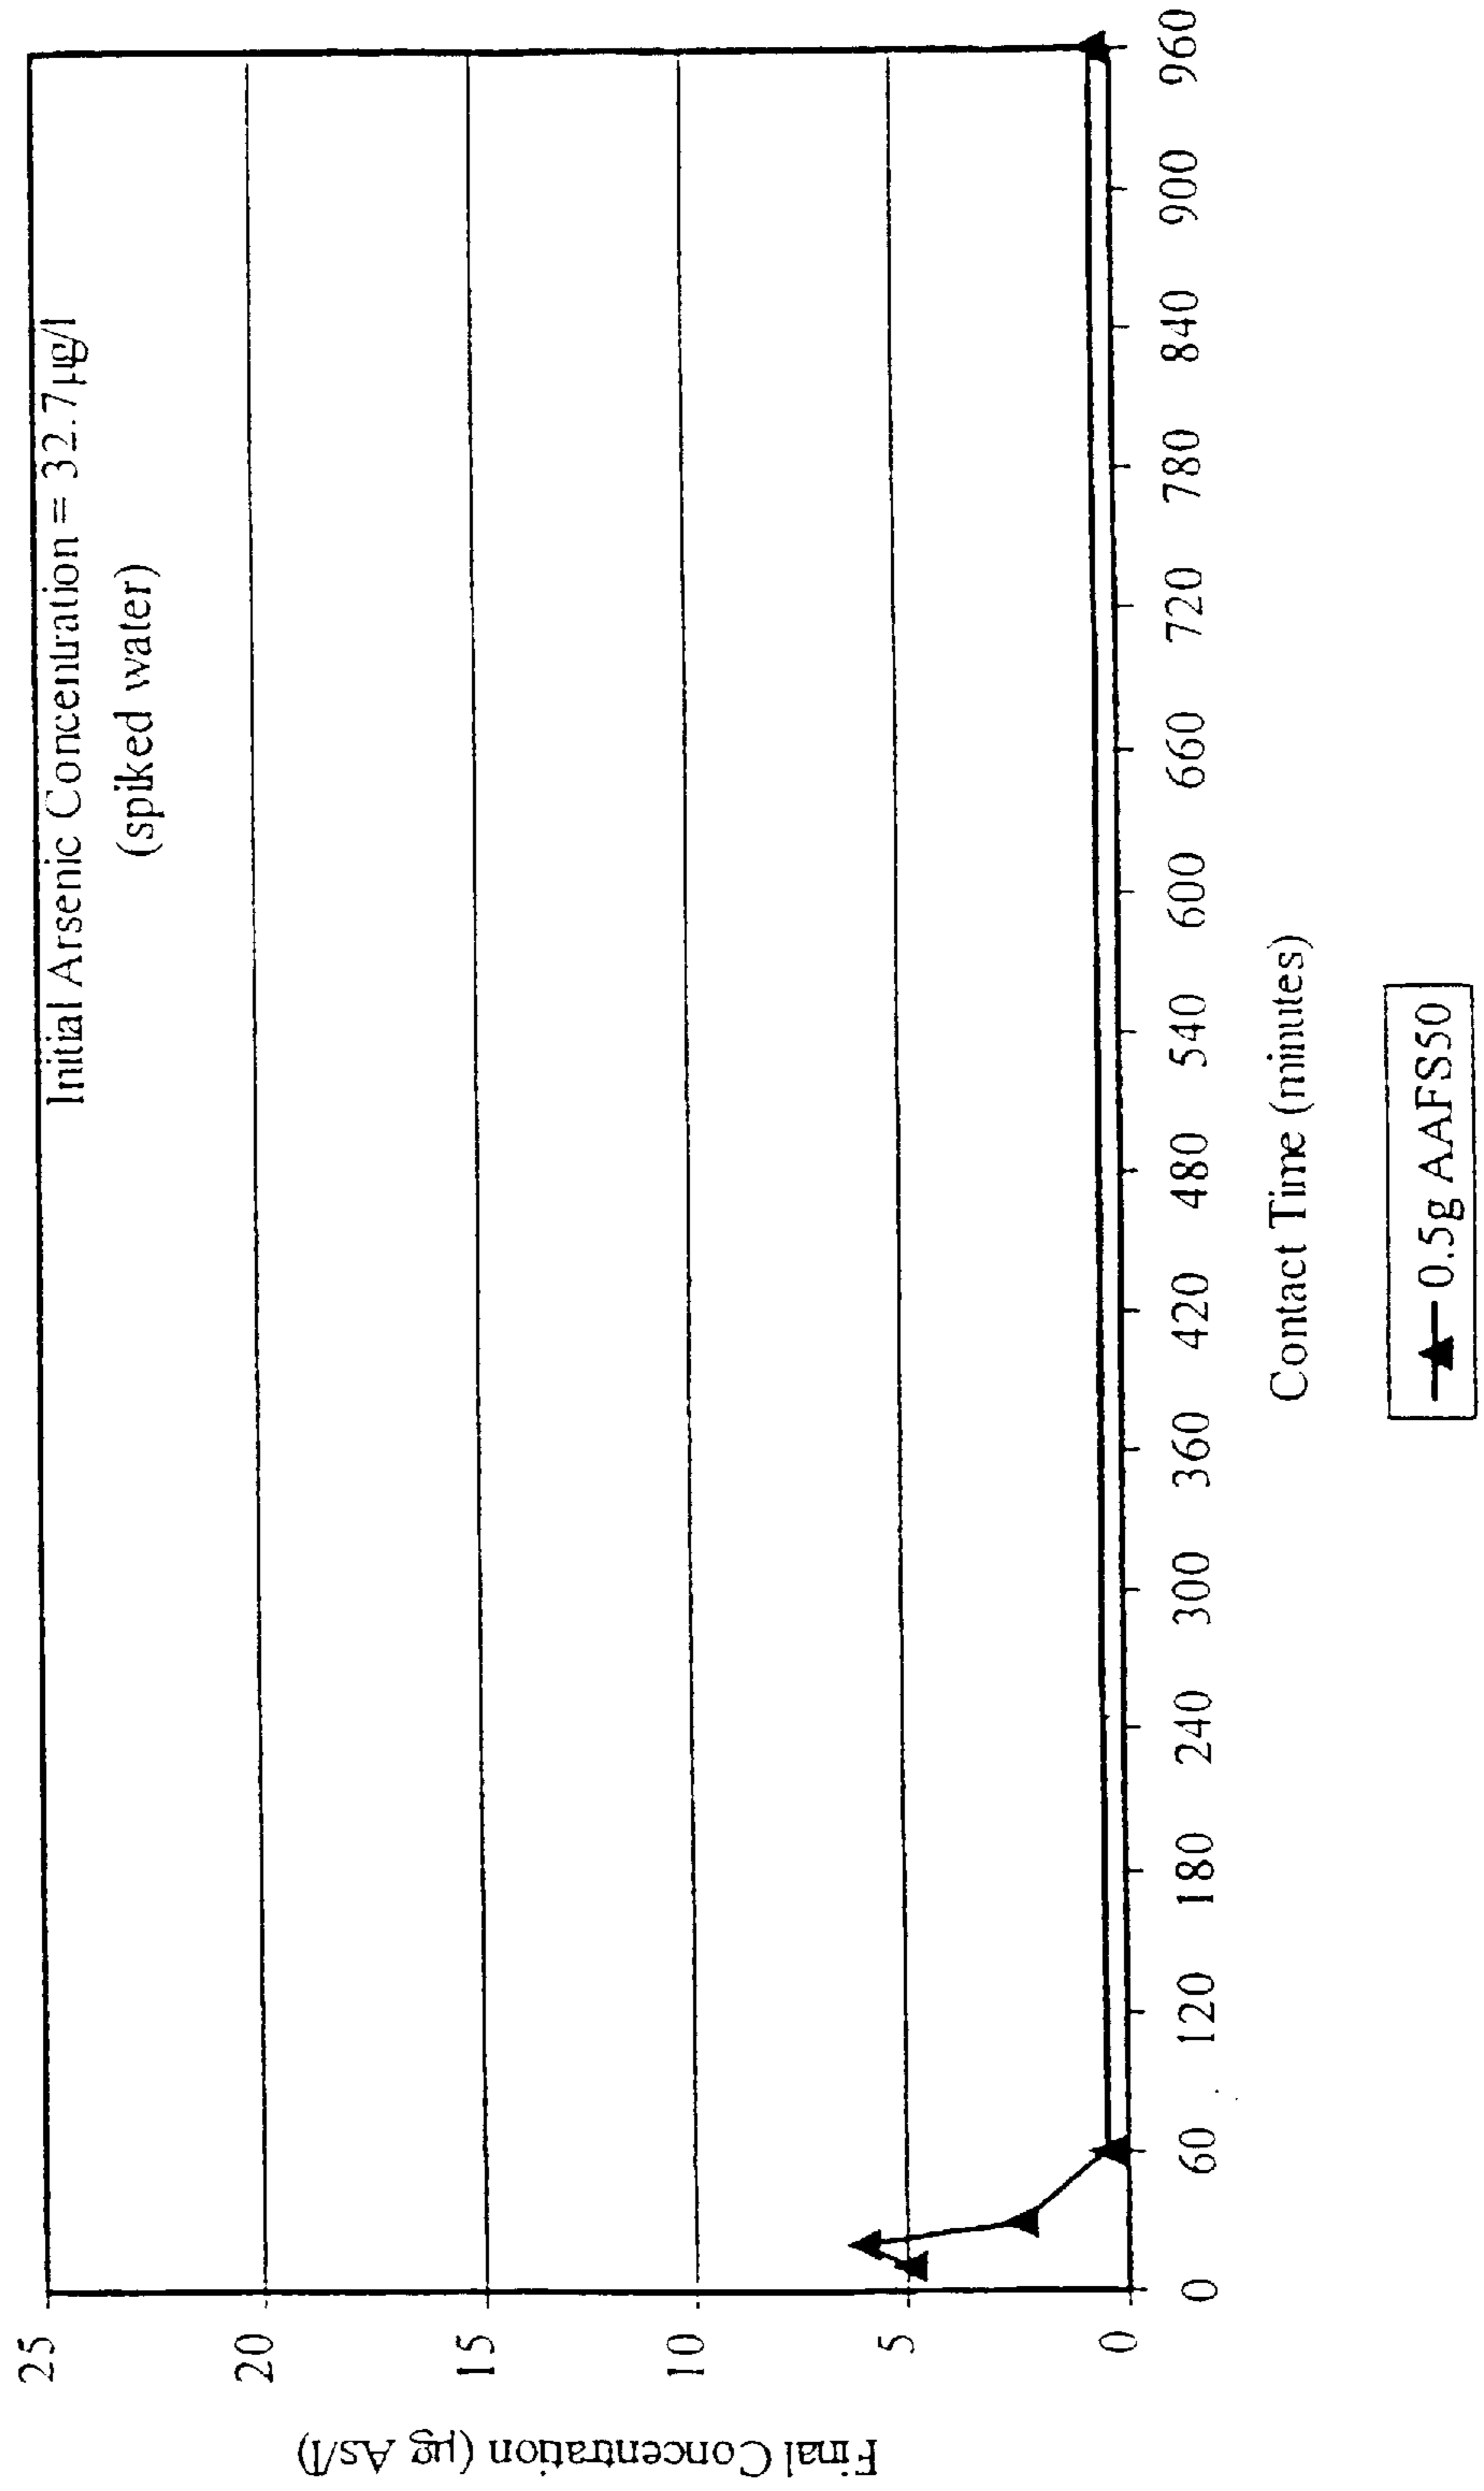 Initial Arsenic Concentration = 32.7µg/l
(spiked water)
Final Concentration (µg As/l)
25
20
15
10
5
0
0 60 120 180 240 300 360 420 480 540 600 660 720 780 840 900 960
Contact Time (minutes)
0.5g AAFS50